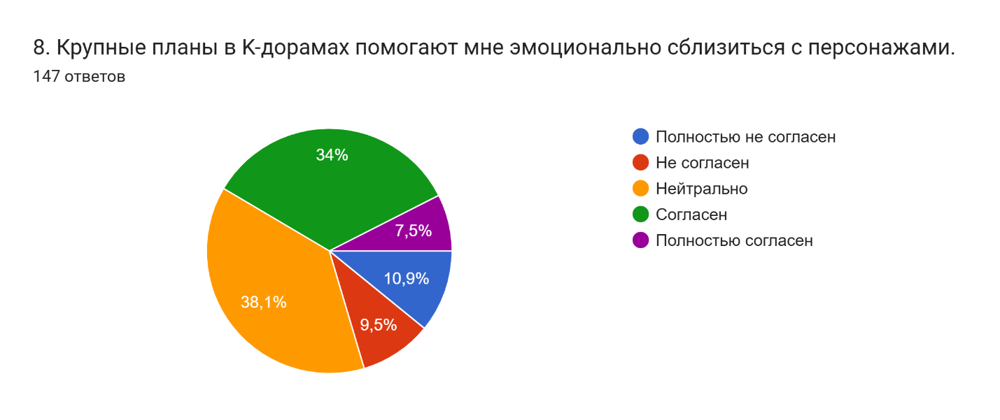 8. Крупные планы в К-дорамах помогают мне эмоционально сблизиться с персонажами.
147 ответов
34%
7,5%
10,9%
38,1%
9,5%
Полностью не согласен
Не согласен
Нейтрально
Согласен
Полностью согласен